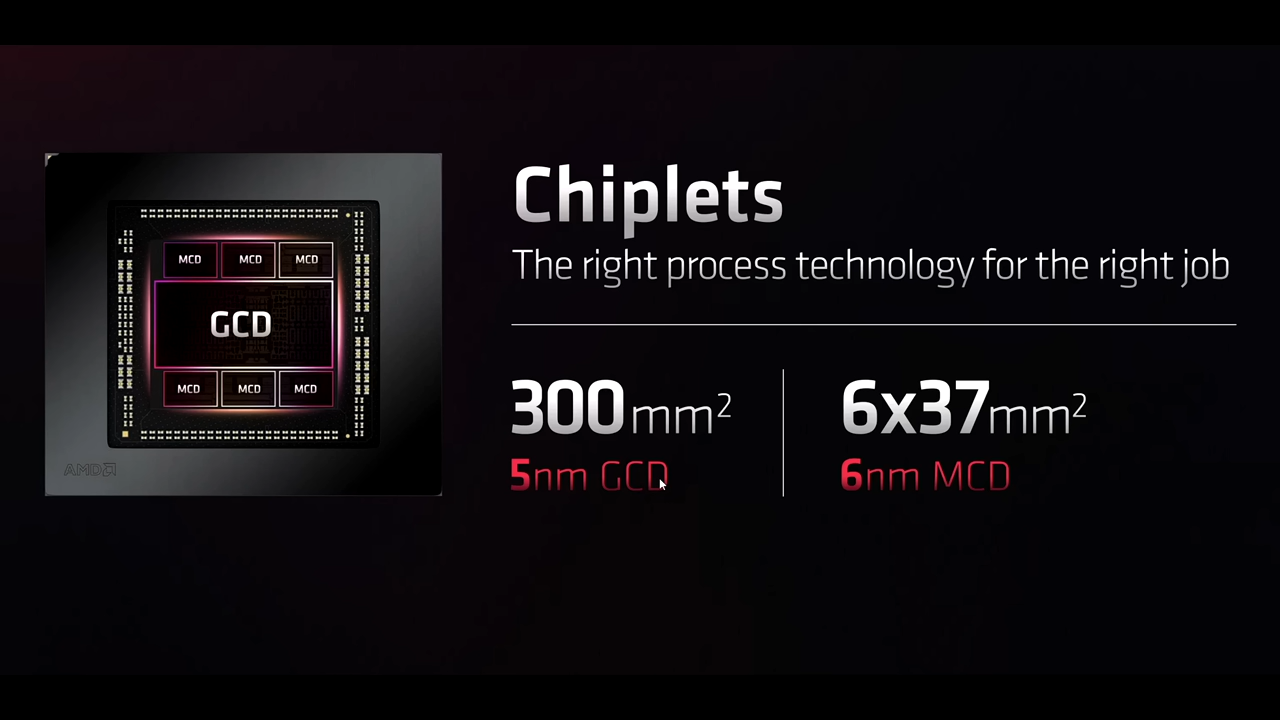 Chiplets
The right process technology for the right job
MCD MCD MCD
GCD
MCD MCD MCD
AMD
300mm²
5nm GCD
6x37mm²
6nm MCD